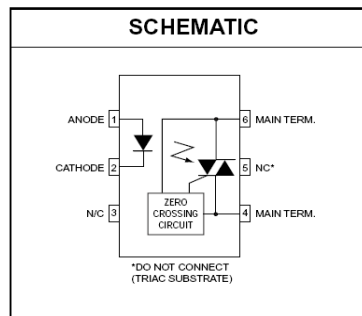 SCHEMATIC
ANODE 1
6 MAIN TERM.
CATHODE 2
5 NC*
N/C 3
ZERO
CROSSING
CIRCUIT
4 MAIN TERM.
*DO NOT CONNECT
(TRIAC SUBSTRATE)